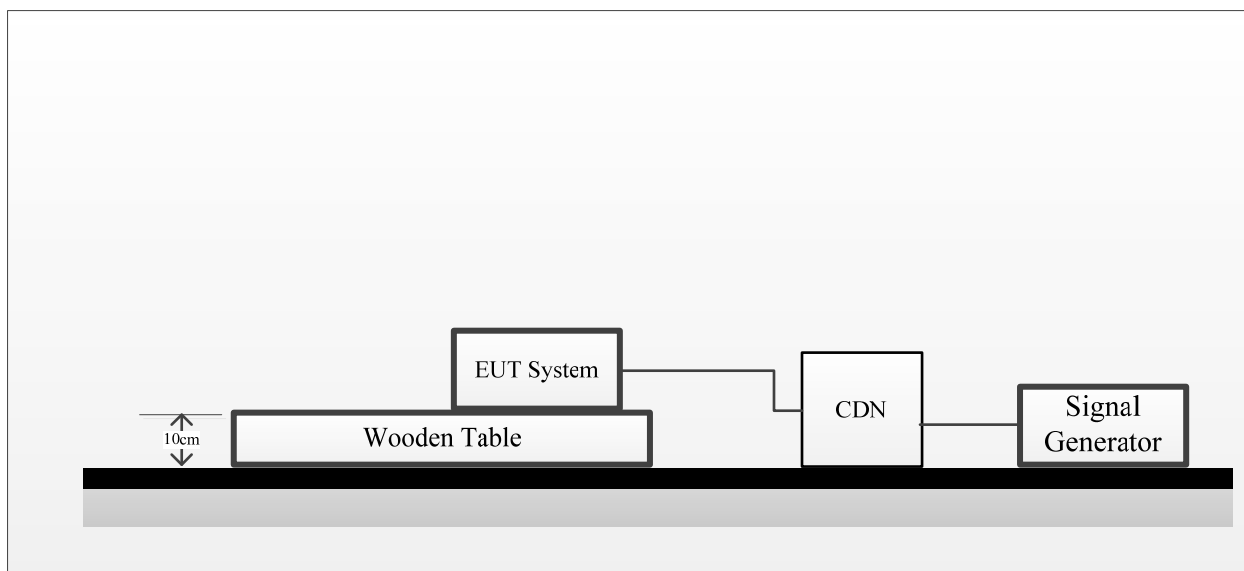 EUT System
CDN
Signal
Generator
10cm
Wooden Table